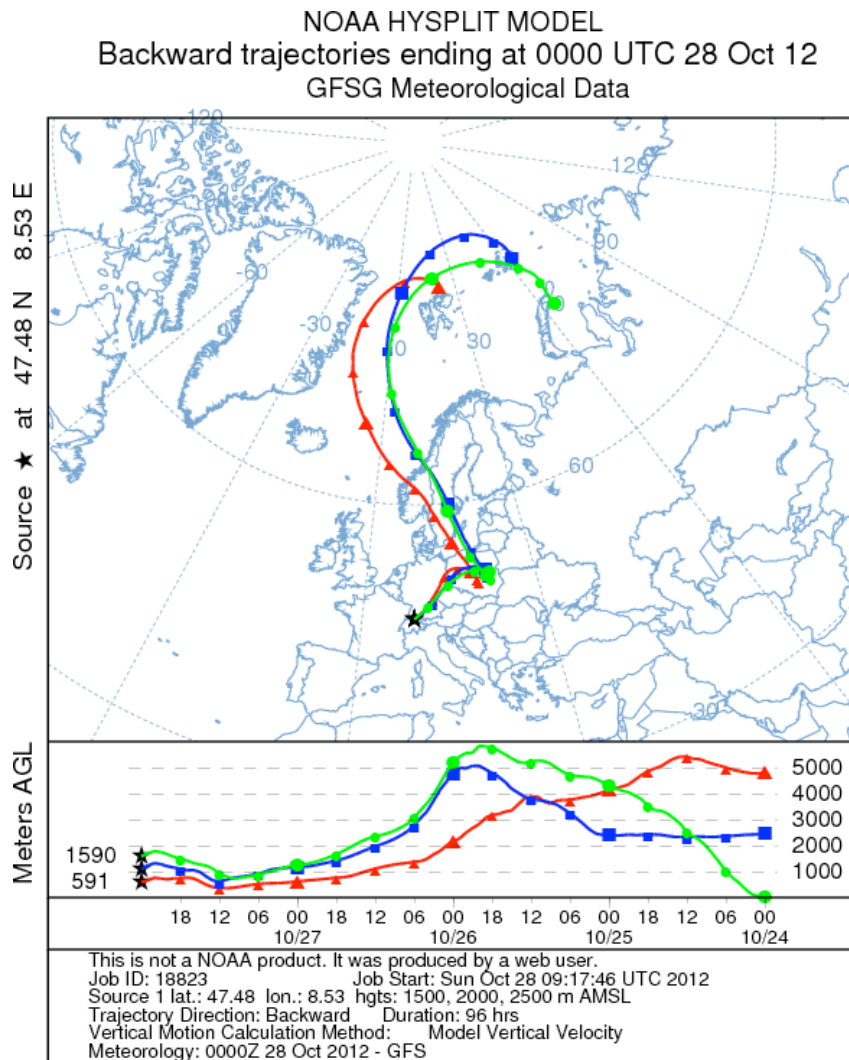 NOAA HYSPLIT MODEL
Backward trajectories ending at 0000 UTC 28 Oct 12
GFSG Meteorological Data
Source ★ at 47.48 N 8.53 E
120
120
-60
90
-30
30
60
30
Meters AGL
1590
591
5000
4000
3000
2000
1000
18 12 06 00 18 12 06 00 18 12 06 00 18 12 06 00
10/27 10/26 10/25 10/24
This is not a NOAA product. It was produced by a web user.
Job ID: 18823 Job Start: Sun Oct 28 09:17:46 UTC 2012
Source 1 lat.: 47.48 lon.: 8.53 hgts: 1500, 2000, 2500 m AMSL
Trajectory Direction: Backward Duration: 96 hrs
Vertical Motion Calculation Method: Model Vertical Velocity
Meteorology: 0000Z 28 Oct 2012 - GFS